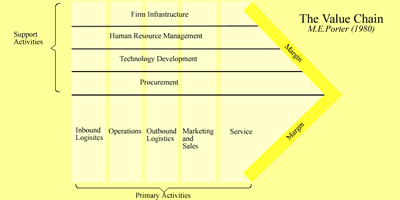 The Value Chain
M.E.Porter (1980)
Support
Activities
Firm Infrastructure
Human Resource Management
Technology Development
Procurement
Margin
Margin
Inbound
Logisitcs
Operations
Outbound
Logistics
Marketing
and
Sales
Service
Primary Activities